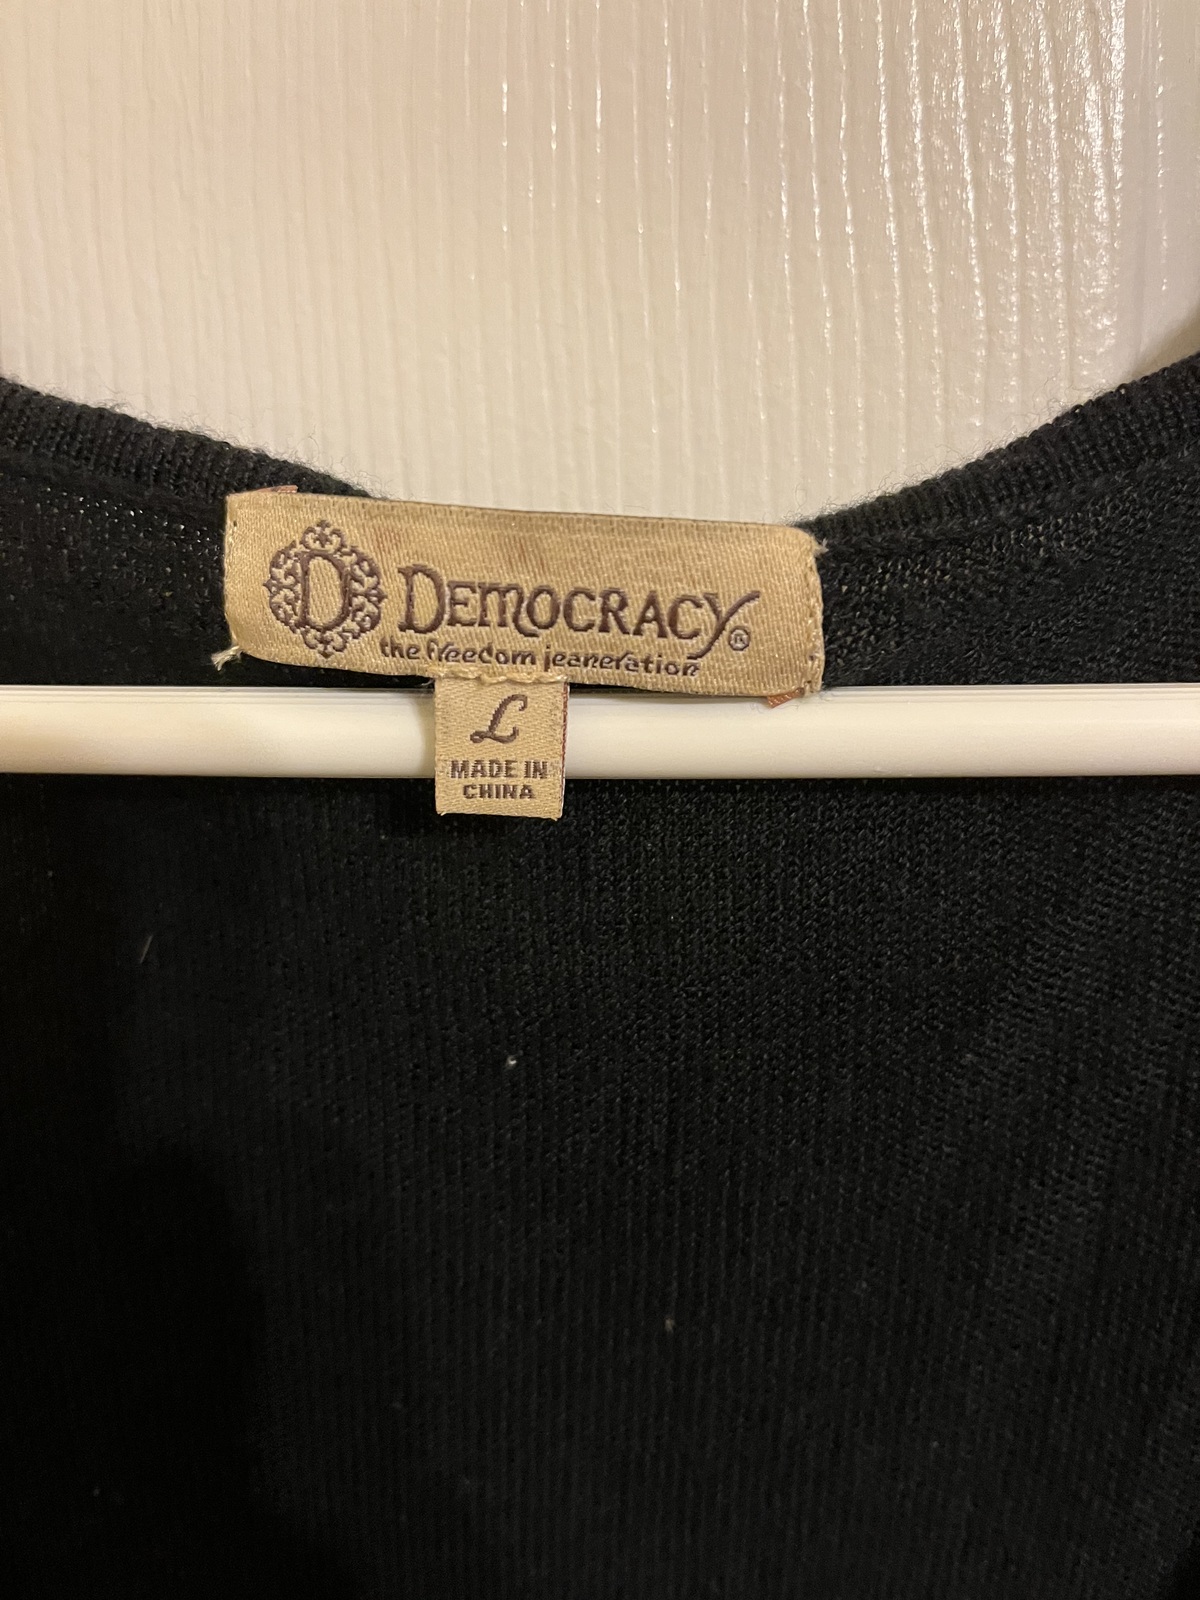 D DEMOCRACY®
the freedom jeaneration
L
MADE IN
CHINA